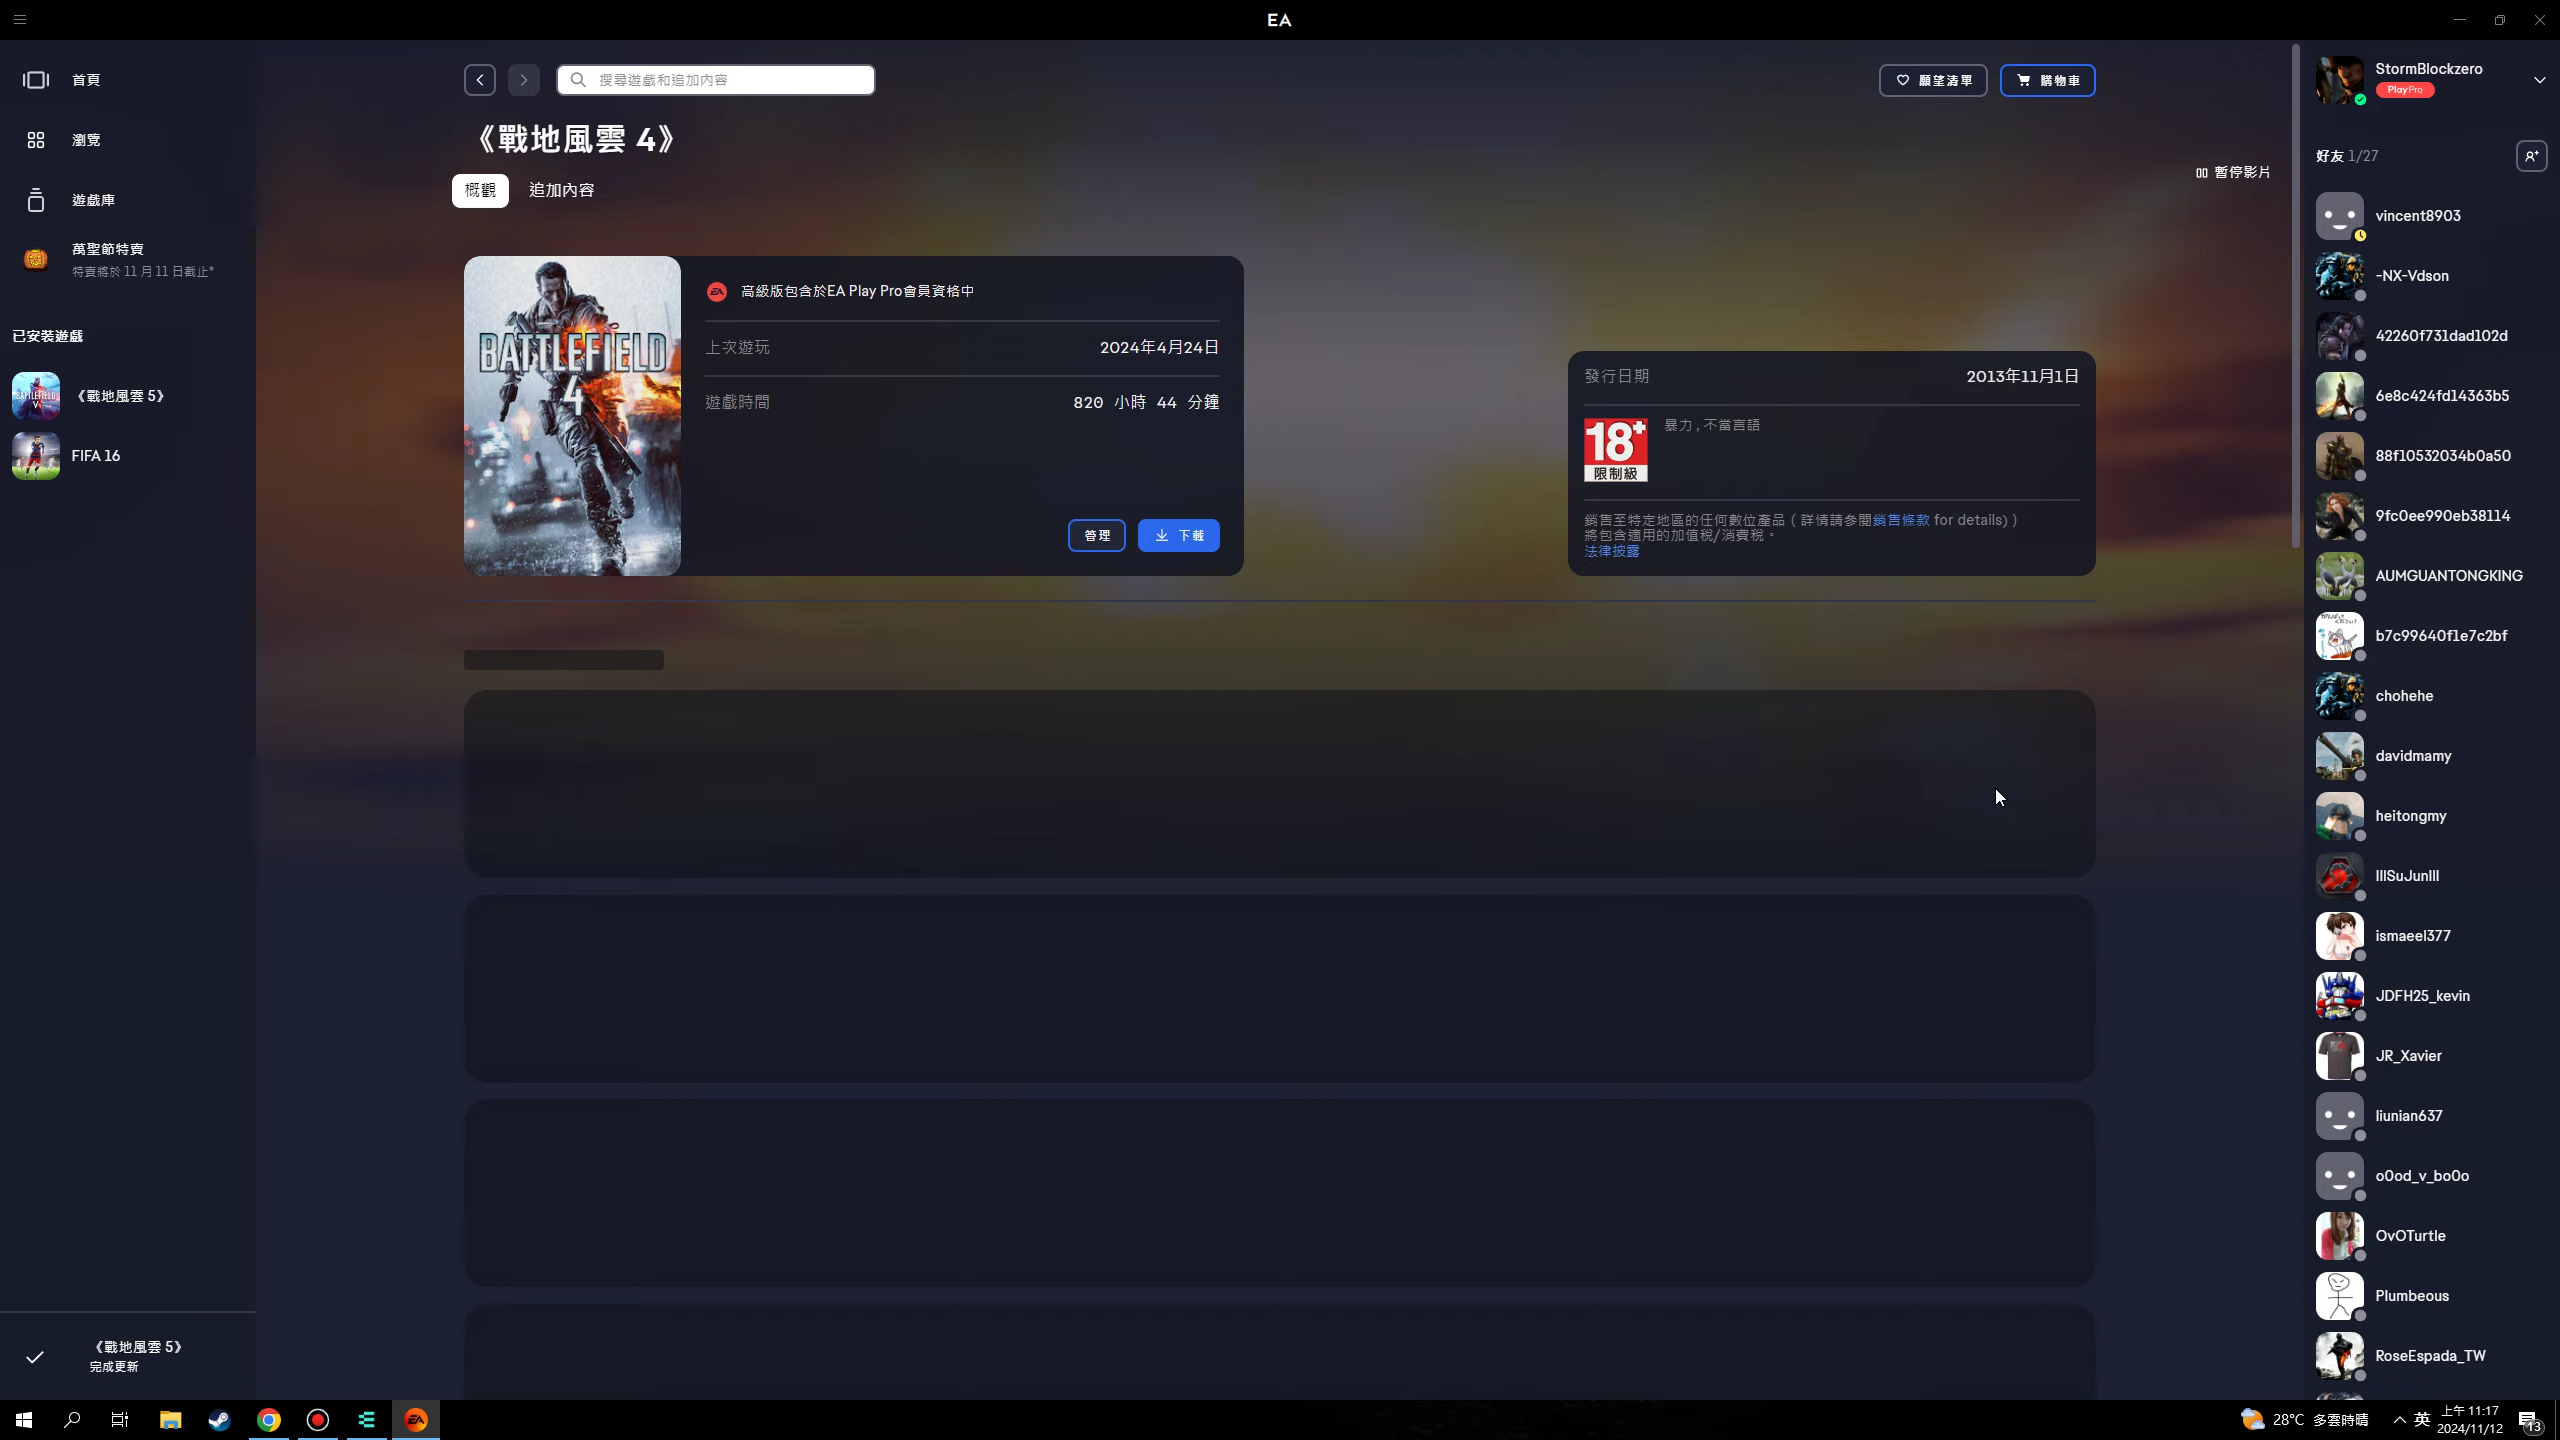 EA
首頁
瀏覽
遊戲庫
萬聖節特賣
特賣將於 11 月 11 日截止*
已安裝遊戲
《戰地風雲 5》
FIFA 16
搜尋遊戲和追加內容
願望清單
購物車
《戰地風雲 4》
暫停影片
概觀
追加內容
BATTLEFIELD
4
高級版包含於EA Play Pro會員資格中
上次遊玩
2024年4月24日
遊戲時間
820 小時 44 分鐘
管理
下載
發行日期
2013年11月1日
18+
限制級
暴力 , 不當言語
銷售至特定地區的任何數位產品 ( 詳情請參閱銷售條款 for details) )
將包含適用的加值稅/消費稅。
法律披露
StormBlockzero
Play Pro
好友 1/27
vincent8903
-NX-Vdson
42260f731dad102d
6e8c424fd14363b5
88f10532034b0a50
9fc0ee990eb38114
AUMGUANTONGKING
b7c99640f1e7c2bf
chohehe
davidmamy
heitongmy
IIISuJunIII
ismaeel377
JDFH25_kevin
JR_Xavier
liunian637
o0od_v_bo0o
OvOTurtle
Plumbeous
RoseEspada_TW
《戰地風雲 5》
完成更新
28°C 多雲時晴
英
上午 11:17
2024/11/12
13